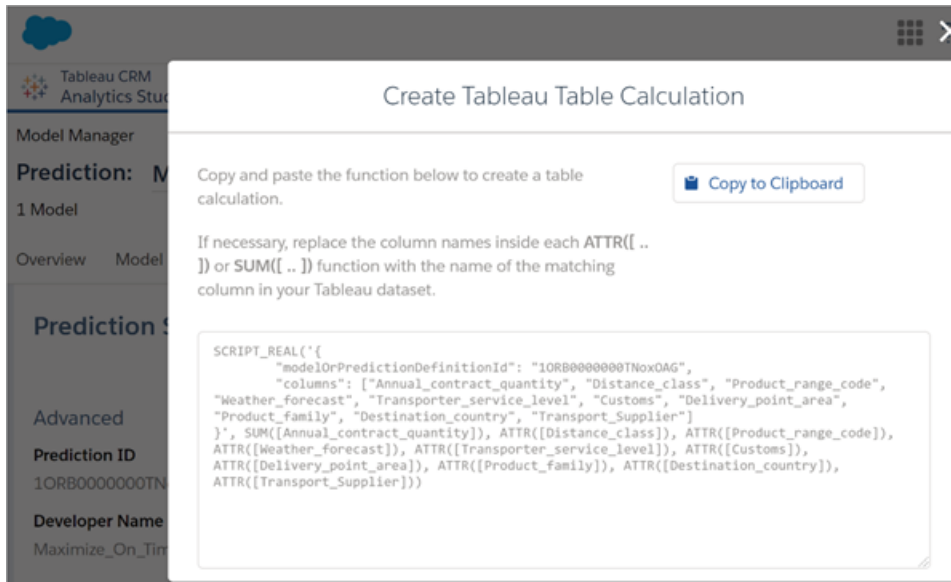 Tableau CRM
Analytics Stud
Create Tableau Table Calculation
Model Manager
Prediction: M
1 Model
Overview Model
Prediction S
Copy and paste the function below to create a table
calculation.
Copy to Clipboard
If necessary, replace the column names inside each ATTR([ ..
]) or SUM([ .. ]) function with the name of the matching
column in your Tableau dataset.
SCRIPT_REAL('{
"modelOrPredictionDefinitionId": "1ORB0000000TNoxOAG",
"columns": ["Annual_contract_quantity", "Distance_class", "Product_range_code",
"Weather_forecast", "Transporter_service_level", "Customs", "Delivery_point_area",
"Product_family", "Destination_country", "Transport_Supplier"]
}', SUM([Annual_contract_quantity]), ATTR([Distance_class]), ATTR([Product_range_code]),
ATTR([Weather_forecast]), ATTR([Transporter_service_level]), ATTR([Customs]),
ATTR([Delivery_point_area]), ATTR([Product_family]), ATTR([Destination_country]),
ATTR([Transport_Supplier]))
Advanced
Prediction ID
1ORB0000000TN
Developer Name
Maximize_On_Tim